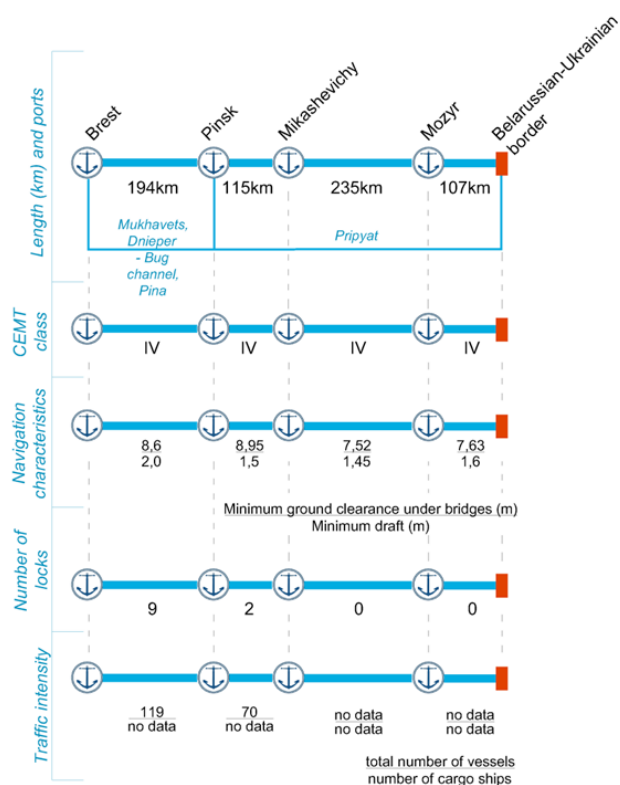 Length (km) and ports
Brest
Pinsk
Mikashevichy
Mozyr
Belarussian-Ukrainian
border
194km
115km
235km
107km
Mukhavets,
Dnieper
- Bug
channel,
Pina
Pripyat
CEMT
class
IV
IV
IV
IV
Navigation
characteristics
8,6
2,0
8,95
1,5
7,52
1,45
7,63
1,6
Minimum ground clearance under bridges (m)
Minimum draft (m)
Number of
locks
9
2
0
0
Traffic intensity
119
no data
70
no data
no data
no data
no data
no data
total number of vessels
number of cargo ships